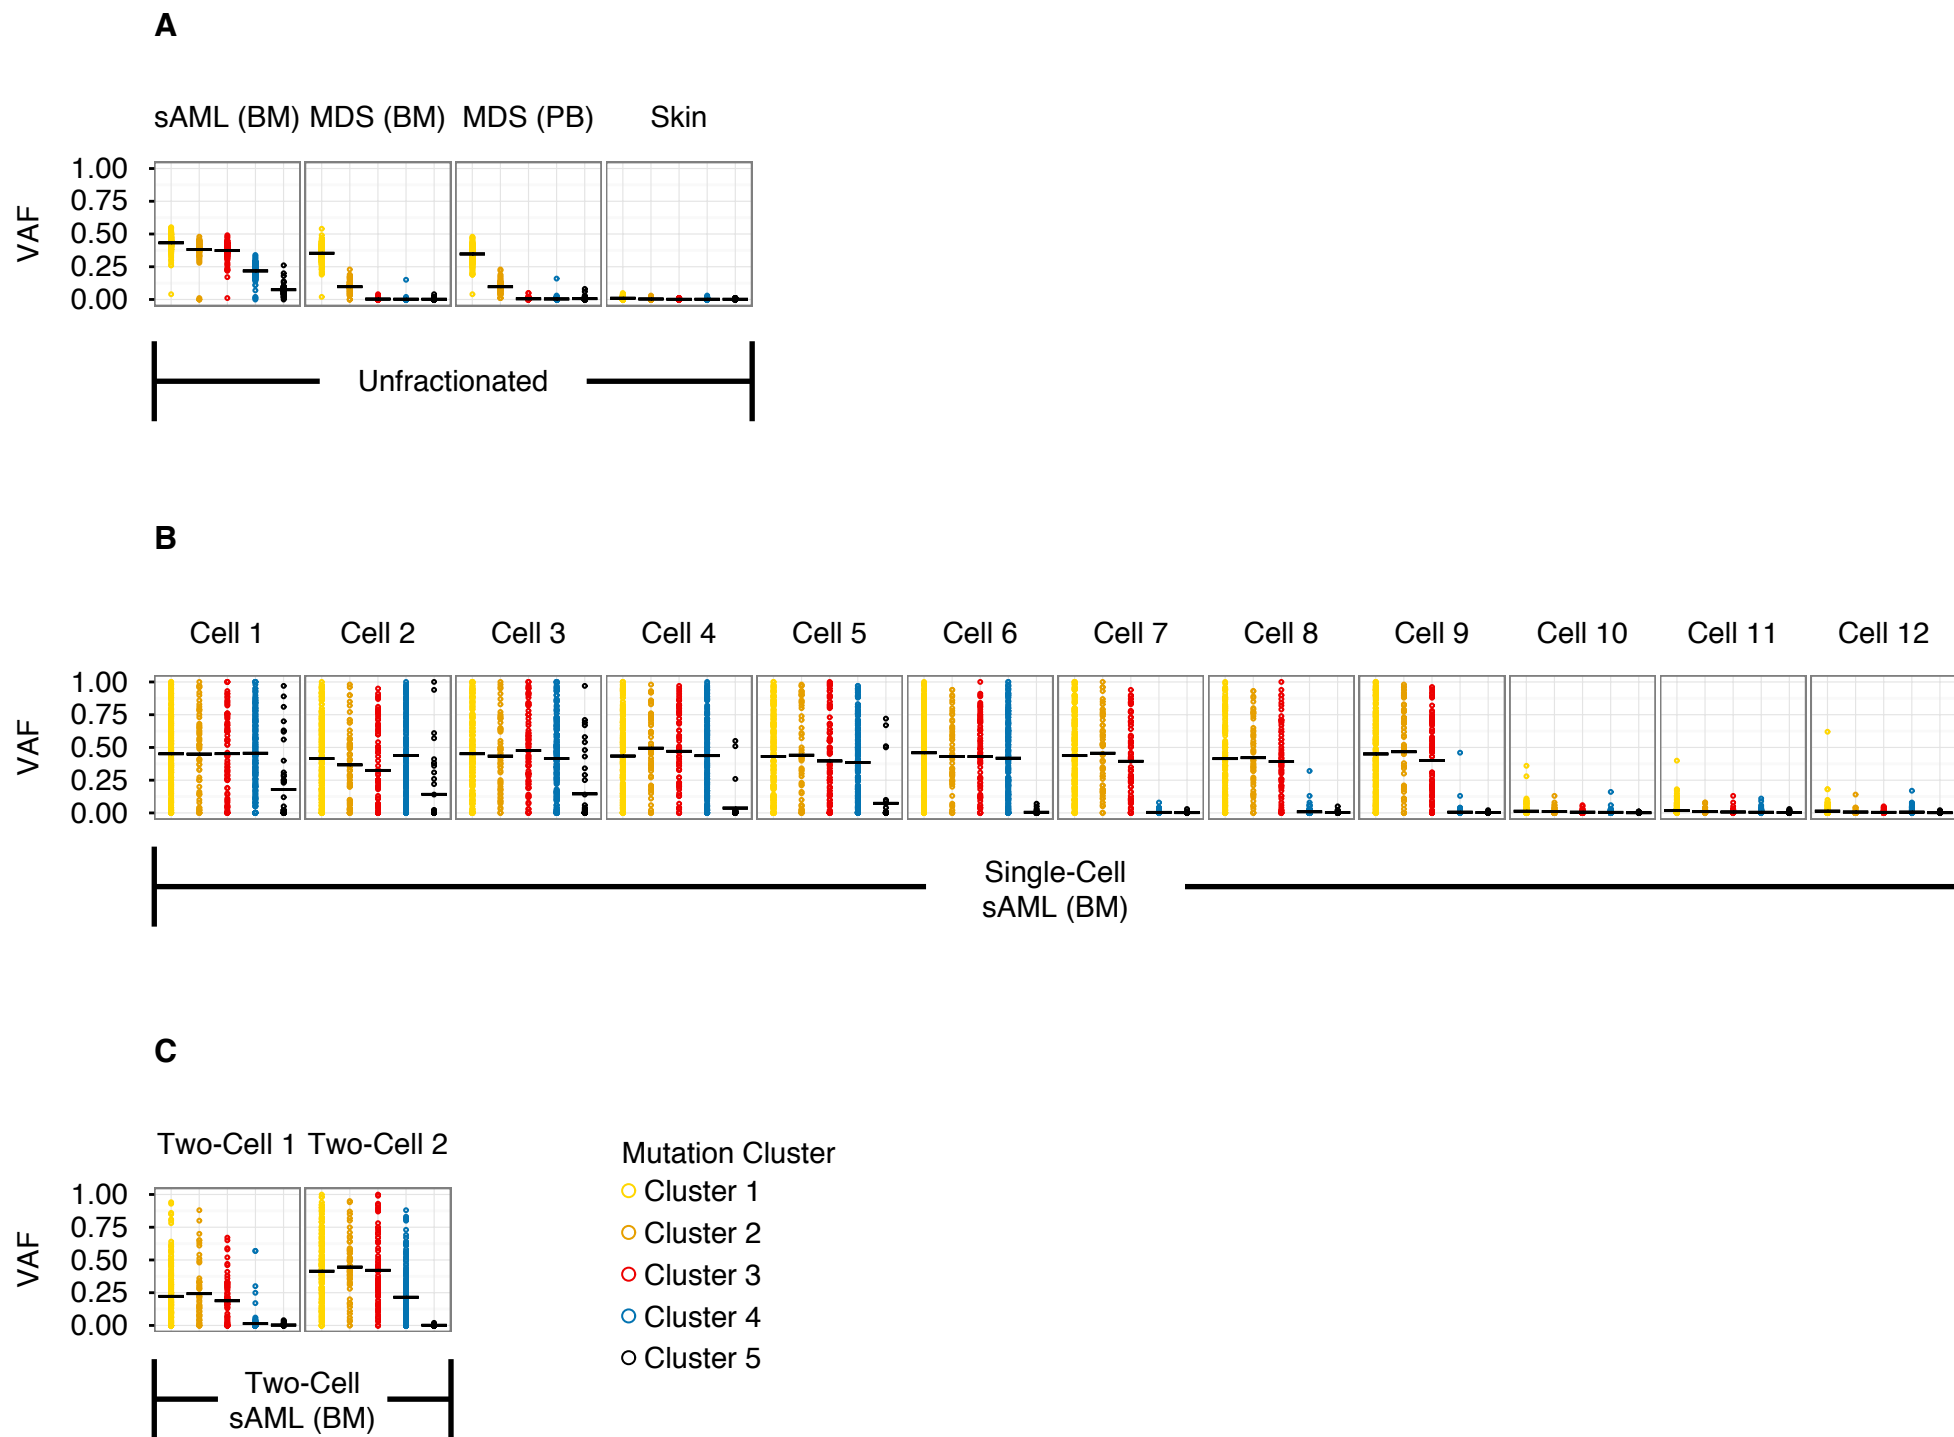 A
sAML (BM) MDS (BM) MDS (PB) Skin
1.00
0.75
0.50
0.25
0.00
VAF
Unfractionated
B
Cell 1 Cell 2 Cell 3 Cell 4 Cell 5 Cell 6 Cell 7 Cell 8 Cell 9 Cell 10 Cell 11 Cell 12
1.00
0.75
0.50
0.25
0.00
VAF
Single-Cell
sAML (BM)
C
Two-Cell 1 Two-Cell 2
1.00
0.75
0.50
0.25
0.00
VAF
Two-Cell
sAML (BM)
Mutation Cluster
Cluster 1
Cluster 2
Cluster 3
Cluster 4
Cluster 5